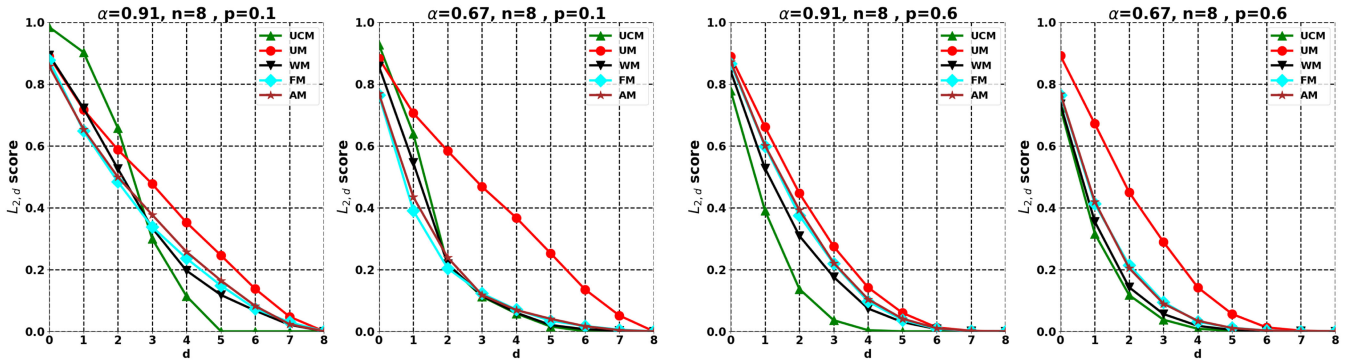 α=0.91, n=8 , p=0.1
L2,d score
1.0
0.8
0.6
0.4
0.2
0.0
0 1 2 3 4 5 6 7 8
d
UCM
UM
WM
FM
AM
α=0.67, n=8 , p=0.1
L2,d score
1.0
0.8
0.6
0.4
0.2
0.0
0 1 2 3 4 5 6 7 8
d
UCM
UM
WM
FM
AM
α=0.91, n=8 , p=0.6
L2,d score
1.0
0.8
0.6
0.4
0.2
0.0
0 1 2 3 4 5 6 7 8
d
UCM
UM
WM
FM
AM
α=0.67, n=8 , p=0.6
L2,d score
1.0
0.8
0.6
0.4
0.2
0.0
0 1 2 3 4 5 6 7 8
d
UCM
UM
WM
FM
AM